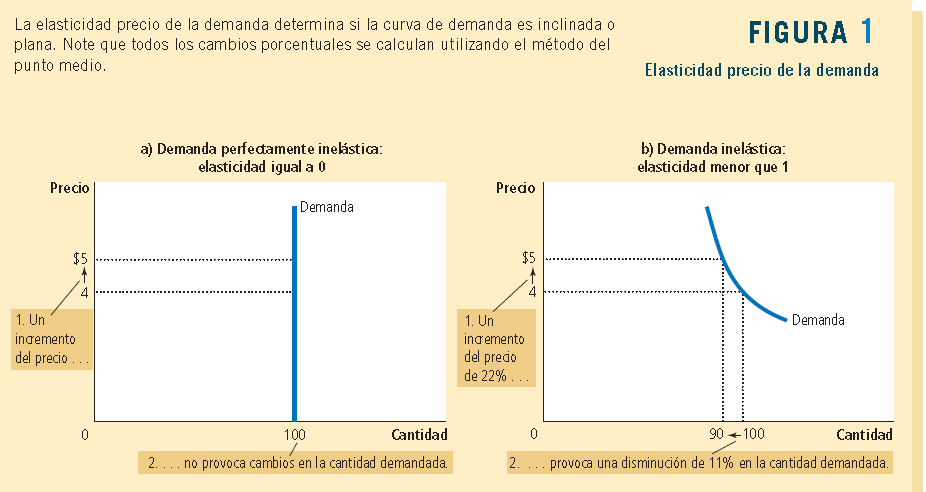 La elasticidad precio de la demanda determina si la curva de demanda es inclinada o
plana. Note que todos los cambios porcentuales se calculan utilizando el método del
punto medio.
FIGURA 1
Elasticidad precio de la demanda
a) Demanda perfectamente inelástica:
elasticidad igual a 0
Precio
Demanda
$5
4
1. Un
incremento
del precio . . .
0
100
Cantidad
2. . . . no provoca cambios en la cantidad demandada.
b) Demanda inelástica:
elasticidad menor que 1
Precio
$5
4
Demanda
1. Un
incremento
del precio
de 22% . . .
0
90
100
Cantidad
2. . . . provoca una disminución de 11% en la cantidad demandada.